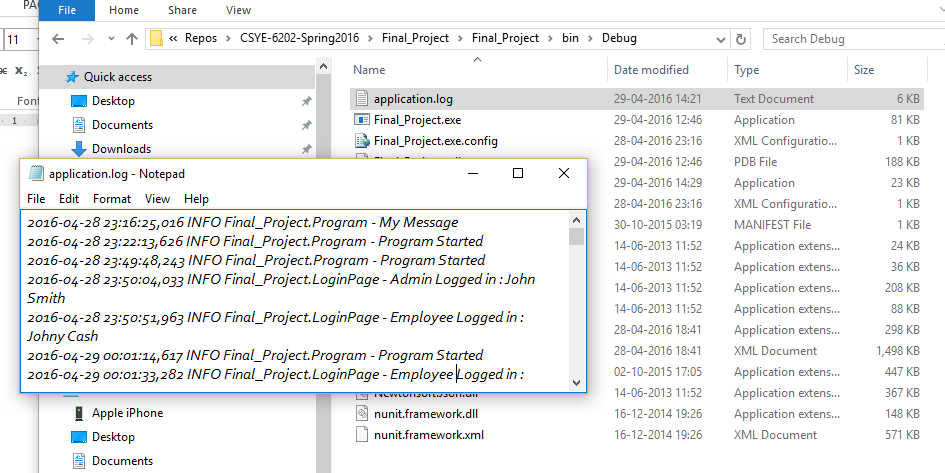 PAC
File Home Share View
11
« Repos > CSYE-6202-Spring2016 > Final_Project > Final_Project > bin > Debug
Search Debug
x₂ x
Font
1
Quick access
Desktop
Documents
Downloads
Name Date modified Type Size
application.log 29-04-2016 14:21 Text Document 6 KB
Final_Project.exe 29-04-2016 12:46 Application 81 KB
Final_Project.exe.config 28-04-2016 23:16 XML Configuratio... 1 KB
29-04-2016 12:46 PDB File 188 KB
29-04-2016 14:29 Application 23 KB
28-04-2016 23:16 XML Configuratio... 1 KB
30-10-2015 03:19 MANIFEST File 1 KB
14-06-2013 11:52 Application extens... 24 KB
14-06-2013 11:52 Application extens... 36 KB
14-06-2013 11:52 Application extens... 208 KB
14-06-2013 11:52 Application extens... 88 KB
28-04-2016 18:41 Application extens... 298 KB
28-04-2016 18:41 XML Document 1,498 KB
02-10-2015 17:05 Application extens... 447 KB
Newtonsoft.Json.dll 14-06-2013 11:52 Application extens... 367 KB
nunit.framework.dll 16-12-2014 19:26 Application extens... 148 KB
nunit.framework.xml 16-12-2014 19:26 XML Document 571 KB
application.log - Notepad
File Edit Format View Help
2016-04-28 23:16:25,016 INFO Final_Project.Program - My Message
2016-04-28 23:22:13,626 INFO Final_Project.Program - Program Started
2016-04-28 23:49:48,243 INFO Final_Project.Program - Program Started
2016-04-28 23:50:04,033 INFO Final_Project.LoginPage - Admin Logged in : John
Smith
2016-04-28 23:50:51,963 INFO Final_Project.LoginPage - Employee Logged in :
Johny Cash
2016-04-29 00:01:14,617 INFO Final_Project.Program - Program Started
2016-04-29 00:01:33,282 INFO Final_Project.LoginPage - Employee Logged in :
Apple iPhone
Desktop
Documents